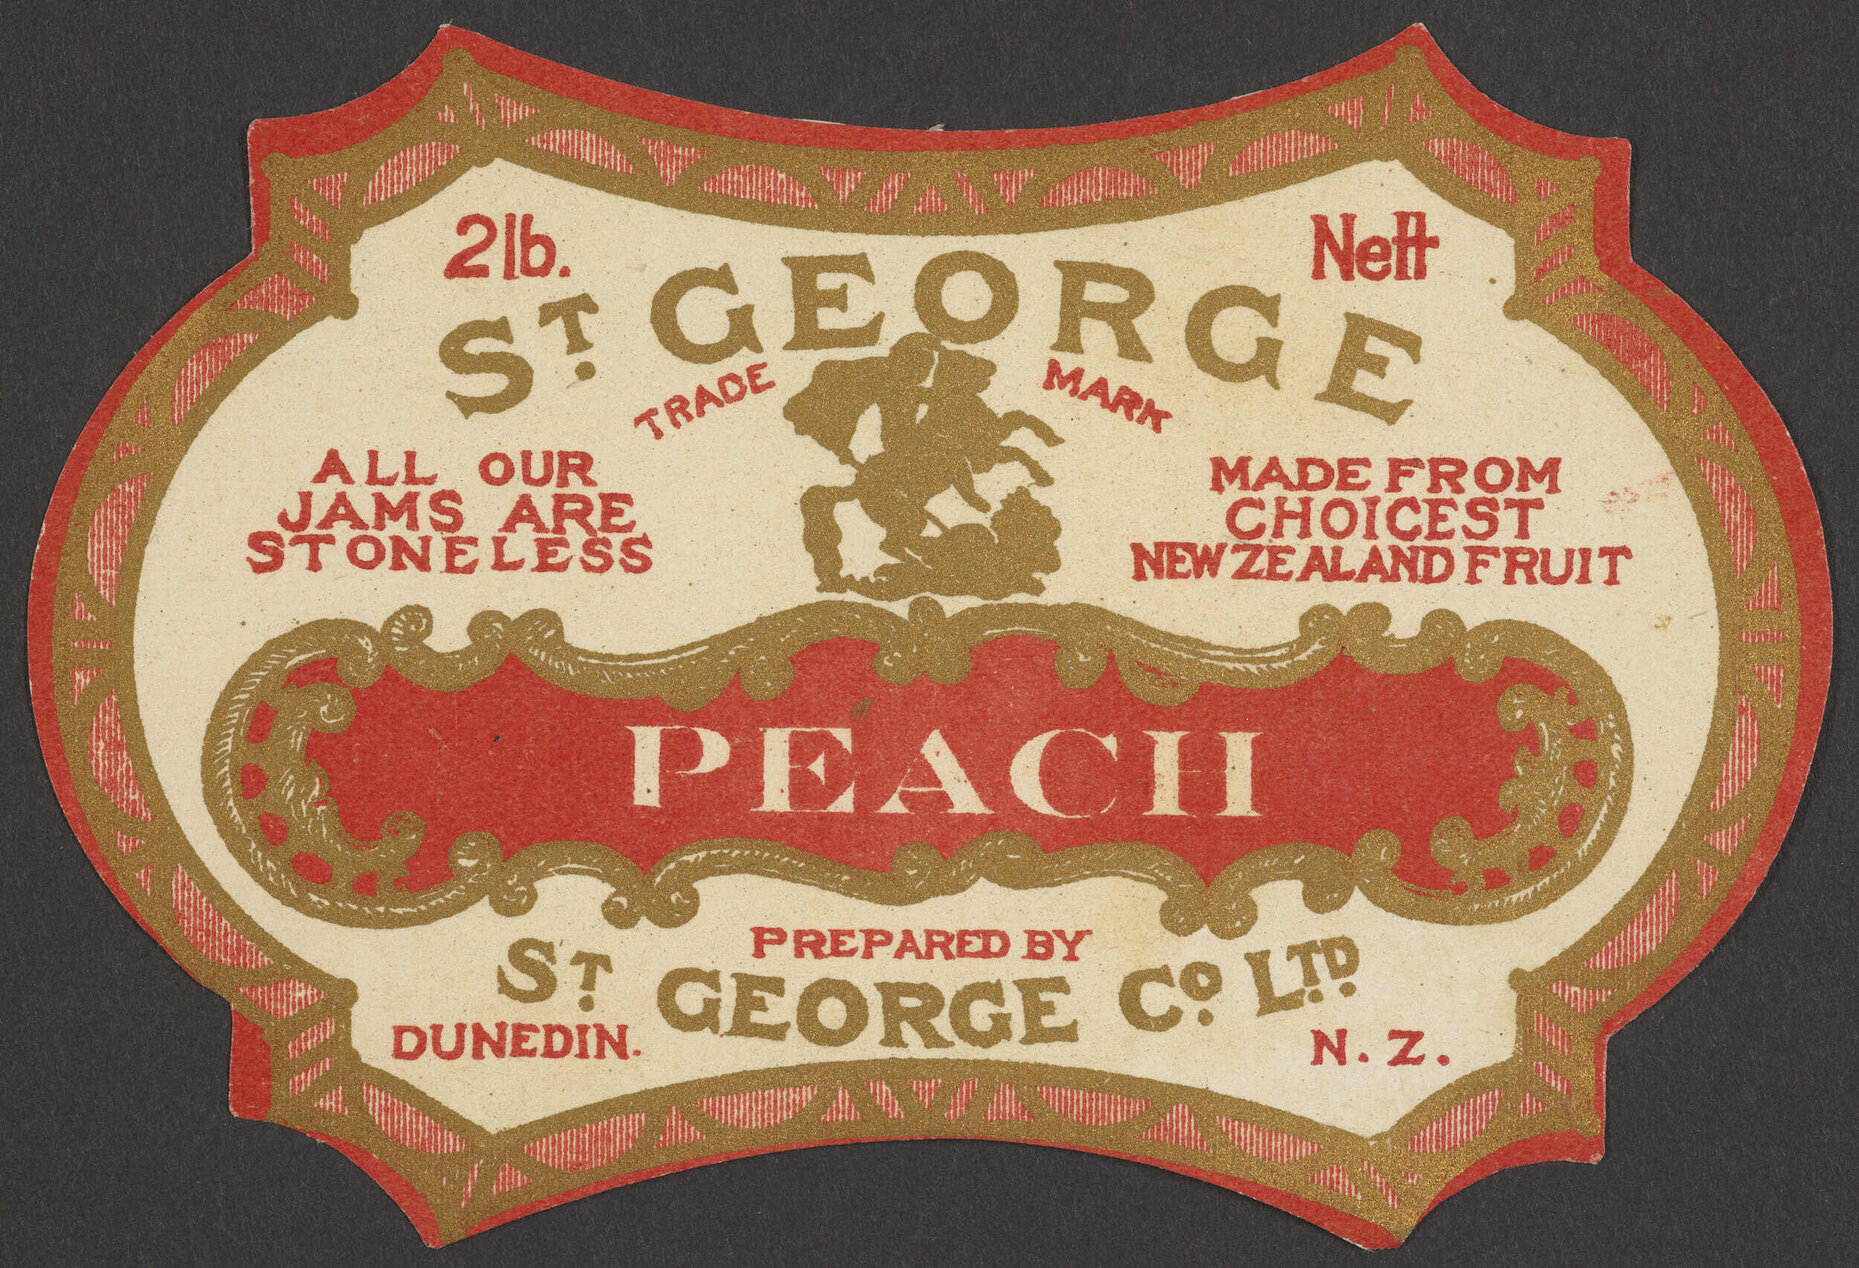 2lb. Nett
ST. GEORGE
TRADE MARK
ALL OUR
JAMS ARE
STONELESS
MADE FROM
CHOICEST
NEW ZEALAND FRUIT
PEACH
PREPARED BY
ST. GEORGE CO. LTD.
DUNEDIN. N. Z.